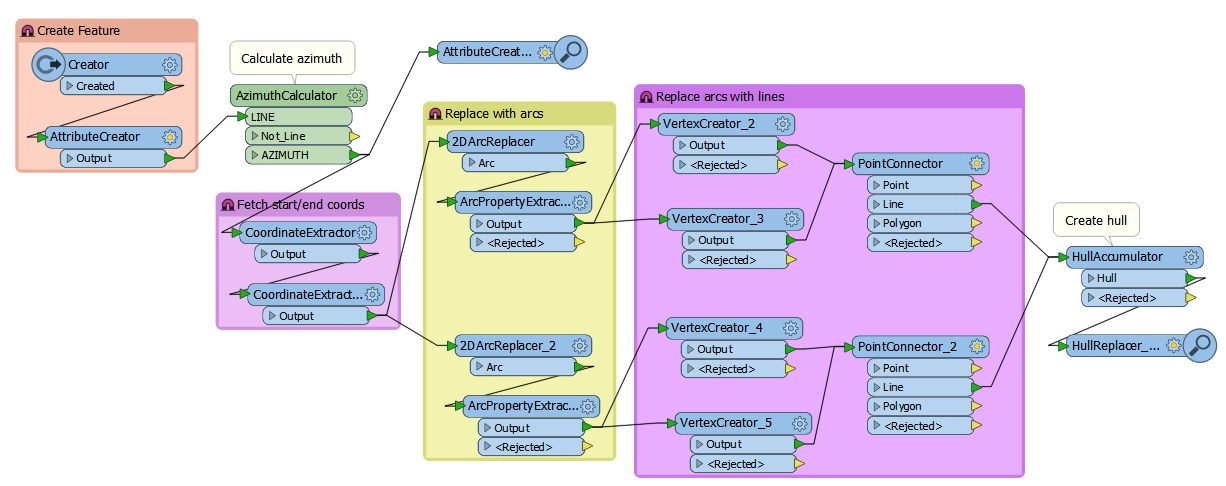 Create Feature
Creator
Created
AttributeCreator
Output
Calculate azimuth
AzimuthCalculator
LINE
Not_Line
AZIMUTH
AttributeCreat...
Fetch start/end coords
CoordinateExtractor
Output
CoordinateExtract...
Output
Replace with arcs
2DArcReplacer
Arc
ArcPropertyExtrac...
Output
<Rejected>
2DArcReplacer_2
Arc
ArcPropertyExtrac...
Output
<Rejected>
Replace arcs with lines
VertexCreator_2
Output
<Rejected>
VertexCreator_3
Output
<Rejected>
VertexCreator_4
Output
<Rejected>
VertexCreator_5
Output
<Rejected>
PointConnector
Point
Line
Polygon
<Rejected>
PointConnector_2
Point
Line
Polygon
<Rejected>
Create hull
HullAccumulator
Hull
<Rejected>
HullReplacer_...